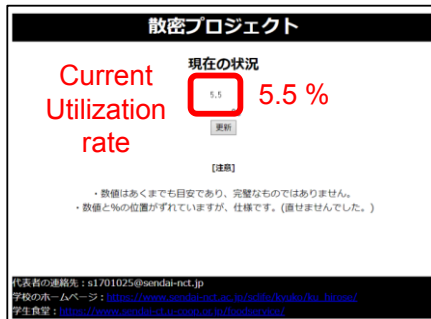 散密プロジェクト
現在の状況
Current
Utilization
rate
5.5
5.5 %
更新
[注意]
・数値はあくまでも目安であり、完璧なものではありません。
・数値と%の位置がずれていますが、仕様です。(直せませんでした。)
代表者の連絡先：s1701025@sendai-nct.jp
学校のホームページ：
学生食堂：